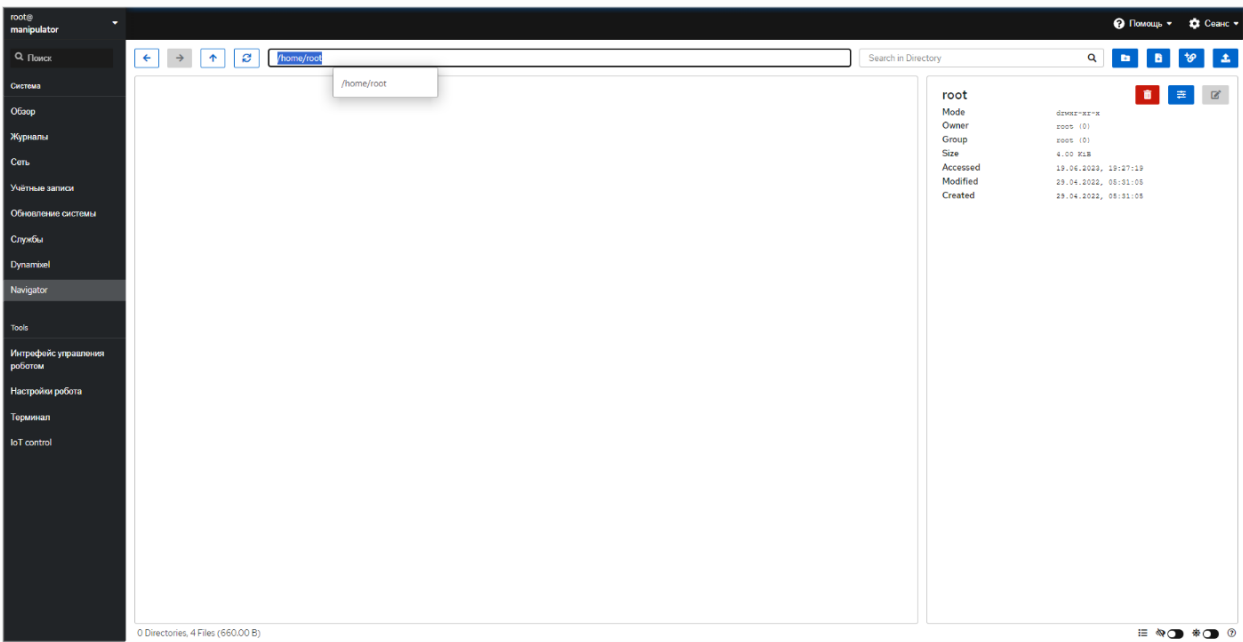 root@
manipulator
Помощь
Сеанс
Поиск
/home/root
Search in Directory
/home/root
Система
Обзор
Журналы
Сеть
Учётные записи
Обновление системы
Службы
Dynamixel
Navigator
Tools
Интрефейс управления
роботом
Настройки робота
Терминал
IoT control
root
Mode drwxr-xr-x
Owner root (0)
Group root (0)
Size 4.00 KiB
Accessed 19.06.2023, 19:27:19
Modified 29.04.2022, 05:31:05
Created 29.04.2022, 05:31:05
0 Directories, 4 Files (660.00 B)